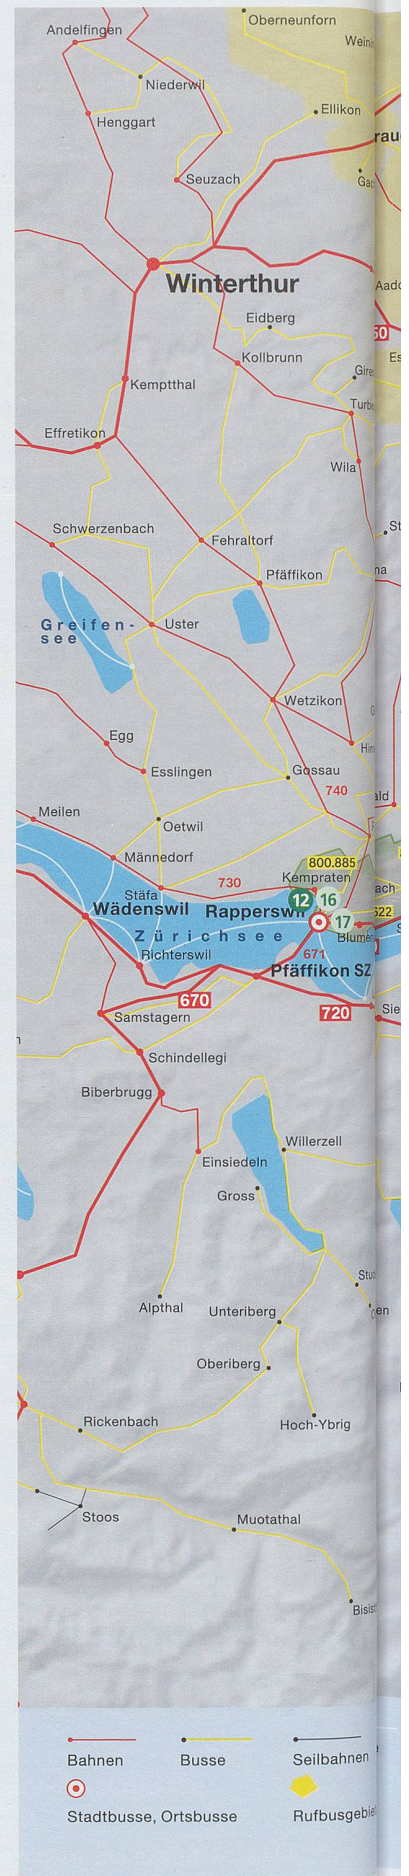 Andelfingen
Oberneunforn
Niederwil
Ellikon
Henggart
Seuzach
Winterthur
Eidberg
Kollbrunn
Kemptthal
Effretikon
Wila
Schwerzenbach
Fehraltorf
Pfäffikon
Greifen-
see
Uster
Wetzikon
Egg
Esslingen
Gossau
740
Meilen
Oetwil
Männedorf
800.885
Kempraten
730
Stäfa
12 16
Wädenswil
17
Zürichsee
671
Richterswil
Pfäffikon SZ
670
720
Samstagern
Schindellegi
Biberbrugg
Willerzell
Einsiedeln
Gross
Alpthal
Unteriberg
Oberiberg
Rickenbach
Hoch-Ybrig
Stoos
Muotathal
Bahnen
Busse
Seilbahnen
Stadtbusse, Ortsbusse